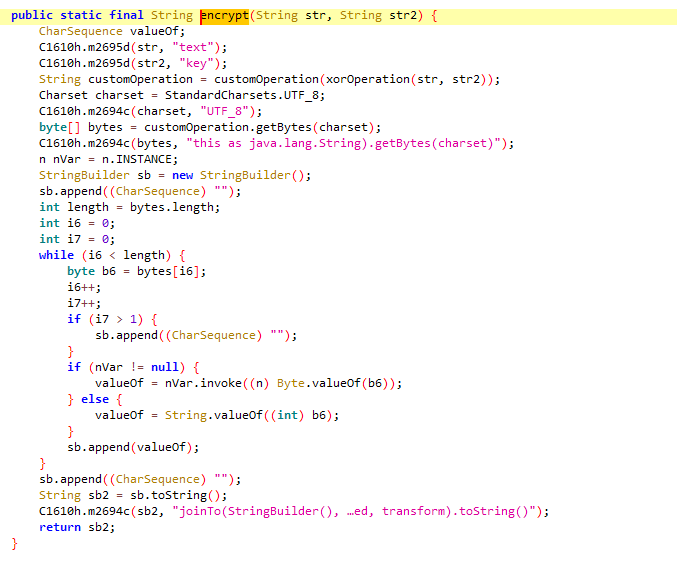 public static final String encrypt(String str, String str2) {
CharSequence valueOf;
C1610h.m2695d(str, "text");
C1610h.m2695d(str2, "key");
String customOperation = customOperation(xorOperation(str, str2));
Charset charset = StandardCharsets.UTF_8;
C1610h.m2694c(charset, "UTF_8");
byte[] bytes = customOperation.getBytes(charset);
C1610h.m2694c(bytes, "this as java.lang.String).getBytes(charset)");
n nVar = n.INSTANCE;
StringBuilder sb = new StringBuilder();
sb.append((CharSequence) "");
int length = bytes.length;
int i6 = 0;
int i7 = 0;
while (i6 < length) {
byte b6 = bytes[i6];
i6++;
i7++;
if (i7 > 1) {
sb.append((CharSequence) "");
}
if (nVar != null) {
valueOf = nVar.invoke((n) Byte.valueOf(b6));
} else {
valueOf = String.valueOf((int) b6);
}
sb.append(valueOf);
}
sb.append((CharSequence) "");
String sb2 = sb.toString();
C1610h.m2694c(sb2, "joinTo(StringBuilder(), …ed, transform).toString()");
return sb2;
}